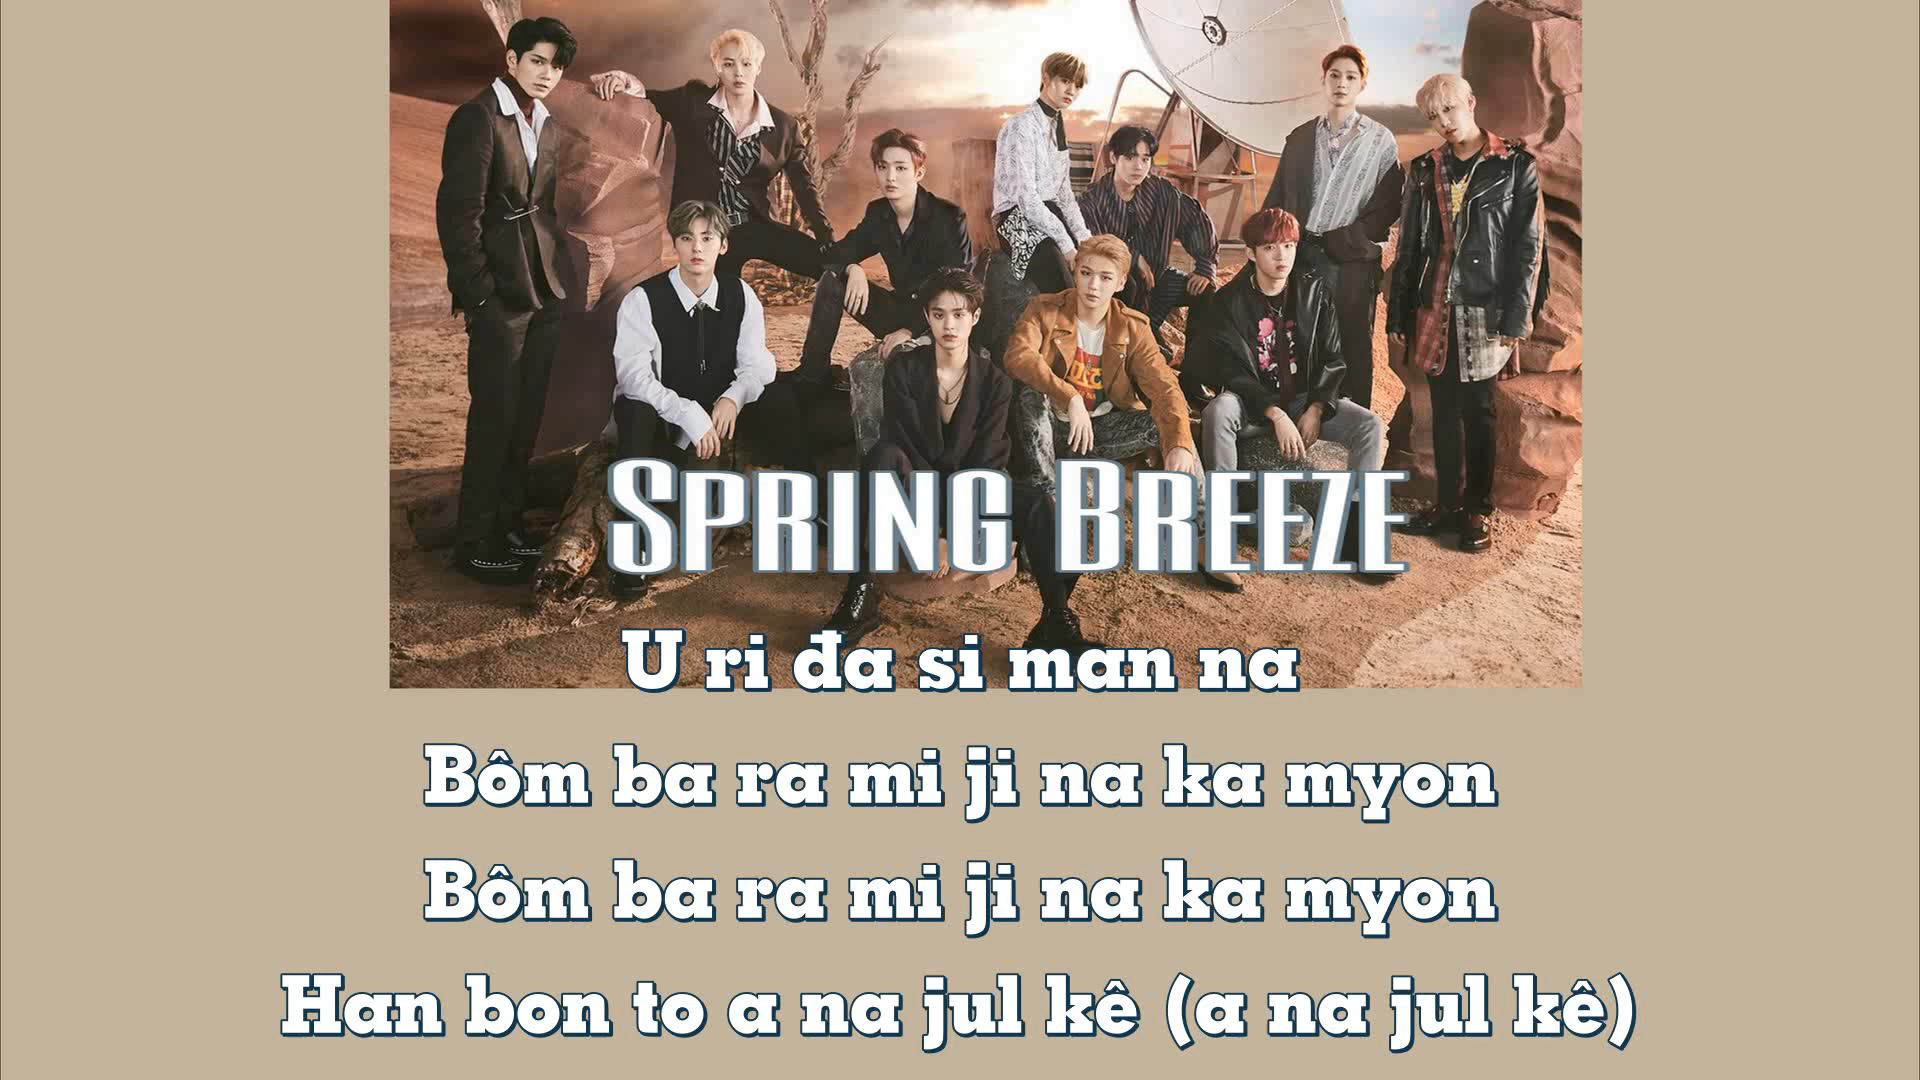 SPRING BREEZE
U ri đa si man na
Bôm ba ra mi ji na ka myon
Bôm ba ra mi ji na ka myon
Han bon to a na jul kê (a na jul kê)